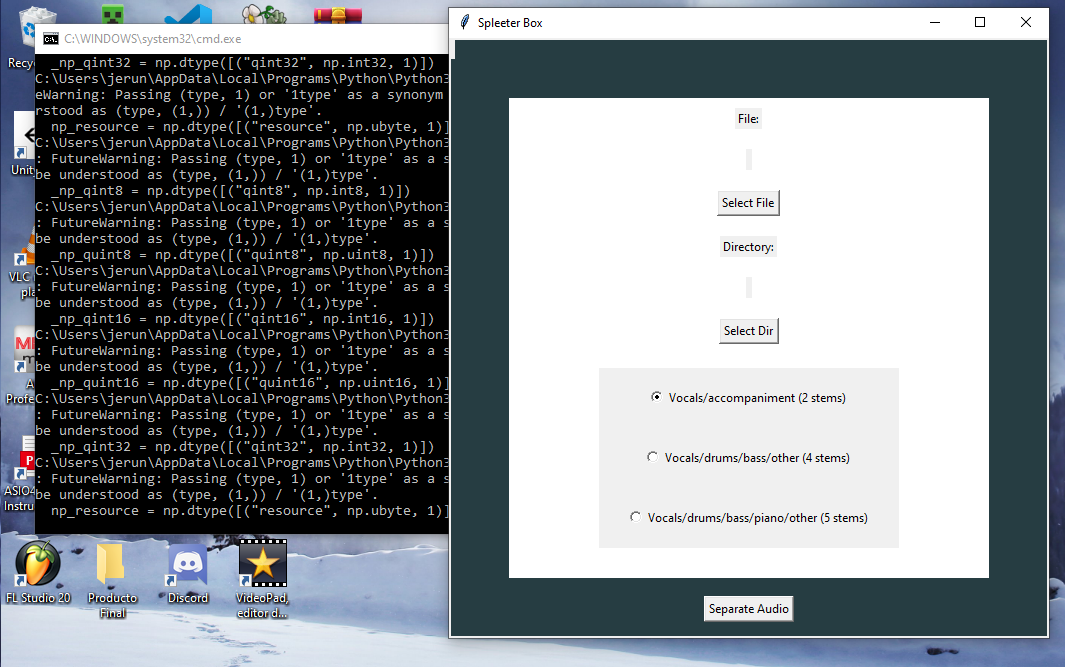 C:\WINDOWS\system32\cmd.exe
_np_qint32 = np.dtype([("qint32", np.int32, 1)])
C:\Users\jerun\AppData\Local\Programs\Python\Python3
eWarning: Passing (type, 1) or '1type' as a synonym
rstood as (type, (1,)) / '(1,)type'.
np_resource = np.dtype([("resource", np.ubyte, 1)]
C:\Users\jerun\AppData\Local\Programs\Python\Python3
: FutureWarning: Passing (type, 1) or '1type' as a s
be understood as (type, (1,)) / '(1,)type'.
_np_qint8 = np.dtype([("qint8", np.int8, 1)])
C:\Users\jerun\AppData\Local\Programs\Python\Python3
: FutureWarning: Passing (type, 1) or '1type' as a s
be understood as (type, (1,)) / '(1,)type'.
_np_quint8 = np.dtype([("quint8", np.uint8, 1)])
C:\Users\jerun\AppData\Local\Programs\Python\Python3
: FutureWarning: Passing (type, 1) or '1type' as a s
be understood as (type, (1,)) / '(1,)type'.
_np_qint16 = np.dtype([("qint16", np.int16, 1)])
C:\Users\jerun\AppData\Local\Programs\Python\Python3
: FutureWarning: Passing (type, 1) or '1type' as a s
be understood as (type, (1,)) / '(1,)type'.
_np_quint16 = np.dtype([("quint16", np.uint16, 1)]
C:\Users\jerun\AppData\Local\Programs\Python\Python3
: FutureWarning: Passing (type, 1) or '1type' as a s
be understood as (type, (1,)) / '(1,)type'.
_np_qint32 = np.dtype([("qint32", np.int32, 1)])
C:\Users\jerun\AppData\Local\Programs\Python\Python3
: FutureWarning: Passing (type, 1) or '1type' as a s
be understood as (type, (1,)) / '(1,)type'.
np_resource = np.dtype([("resource", np.ubyte, 1)]
Spleeter Box
File:
Select File
Directory:
Select Dir
Vocals/accompaniment (2 stems)
Vocals/drums/bass/other (4 stems)
Vocals/drums/bass/piano/other (5 stems)
Separate Audio
Recy
Unity
VLC
pla
A
Profe
ASIO4
Instru
FL Studio 20
Producto
Final
Discord
VideoPad,
editor d...